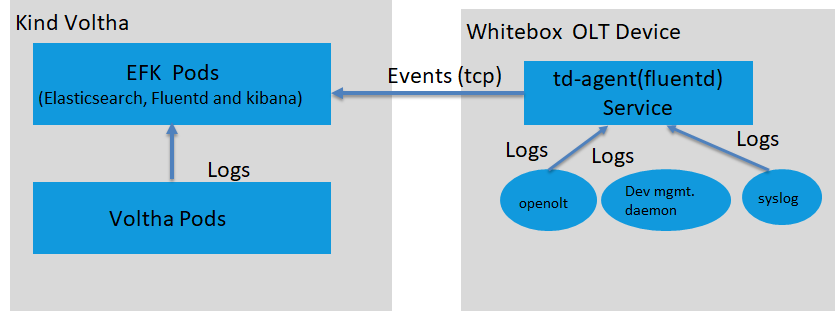 Kind Voltha
EFK Pods
(Elasticsearch, Fluentd and kibana)
Logs
Voltha Pods
Events (tcp)
Whitebox OLT Device
td-agent(fluentd)
Service
Logs
Logs
Logs
openolt
Dev mgmt.
daemon
syslog